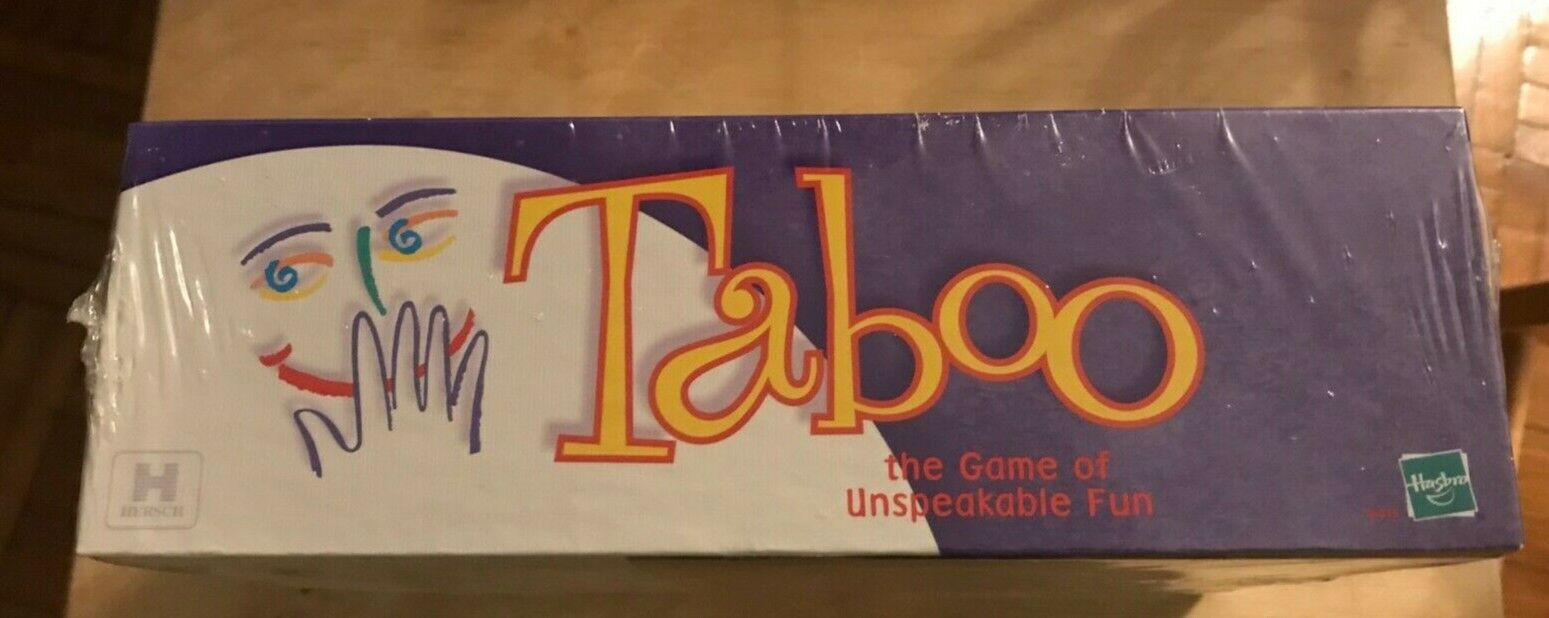 Taboo
the Game of
Unspeakable Fun
H
HERSCH
Hasbro